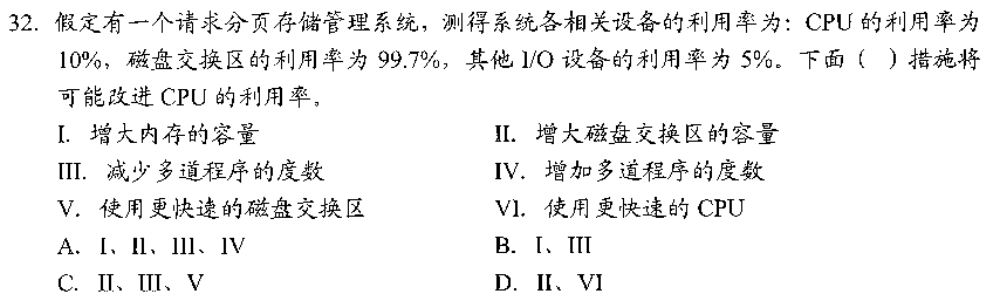 32. 假定有一个请求分页存储管理系统，测得系统各相关设备的利用率为：CPU 的利用率为
10%，磁盘交换区的利用率为 99.7%，其他 I/O 设备的利用率为 5%。下面（ ）措施将
可能改进 CPU 的利用率。
I. 增大内存的容量 II. 增大磁盘交换区的容量
III. 减少多道程序的度数 IV. 增加多道程序的度数
V. 使用更快速的磁盘交换区 VI. 使用更快速的 CPU
A. I、II、III、IV B. I、III
C. II、III、V D. II、VI